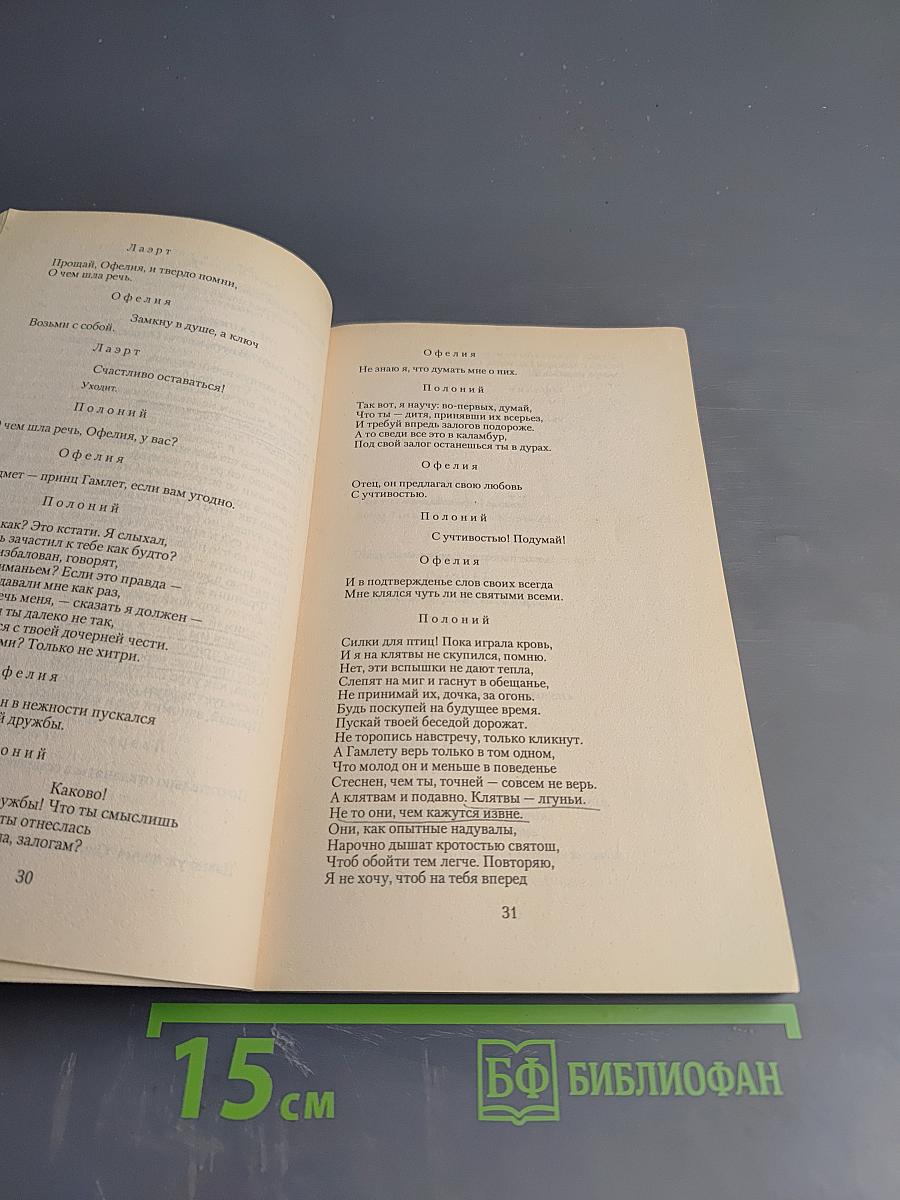 Лаэрт
Прощай, Офелия, и твердо помни,
О чем шла речь.
Офелия
Замкну в душе, а ключ
Возьми с собой.
Лаэрт
Счастливо оставаться!
Уходит.
Полоний
чем шла речь, Офелия, у вас?
Офелия
дмет — принц Гамлет, если вам угодно.
Полоний
как? Это кстати. Я слыхал,
ь зачастил к тебе как будто?
избалован, говорят,
иманьем? Если это правда —
давали мне как раз,
ечь меня, — сказать я должен —
и ты далеко не так,
ся с твоей дочерней чести.
ми? Только не хитри.
фелия
н в нежности пускался
й дружбы.
оний
Каково!
ужбы! Что ты смыслишь
ты отнеслась
а, залогам?
30
Офелия
Не знаю я, что думать мне о них.
Полоний
Так вот, я научу: во-первых, думай,
Что ты — дитя, принявши их всерьез,
И требуй впредь залогов подороже.
А то сведи все это в каламбур,
Под свой залог останешься ты в дурах.
Офелия
Отец, он предлагал свою любовь
С учтивостью.
Полоний
С учтивостью! Подумай!
Офелия
И в подтвержденье слов своих всегда
Мне клялся чуть ли не святыми всеми.
Полоний
Силки для птиц! Пока играла кровь,
И я на клятвы не скупился, помню.
Нет, эти вспышки не дают тепла,
Слепят на миг и гаснут в обещанье,
Не принимай их, дочка, за огонь.
Будь поскупей на будущее время.
Пускай твоей беседой дорожат.
Не торопись навстречу, только кликнут.
А Гамлету верь только в том одном,
Что молод он и меньше в поведенье
Стеснен, чем ты, точней — совсем не верь.
А клятвам и подавно. Клятвы — лгуньи.
Не то они, чем кажутся извне.
Они, как опытные надувалы,
Нарочно дышат кротостью святош,
Чтоб обойти тем легче. Повторяю,
Я не хочу, чтоб на тебя вперед
31
15 см
БФ БИБЛИОФАН